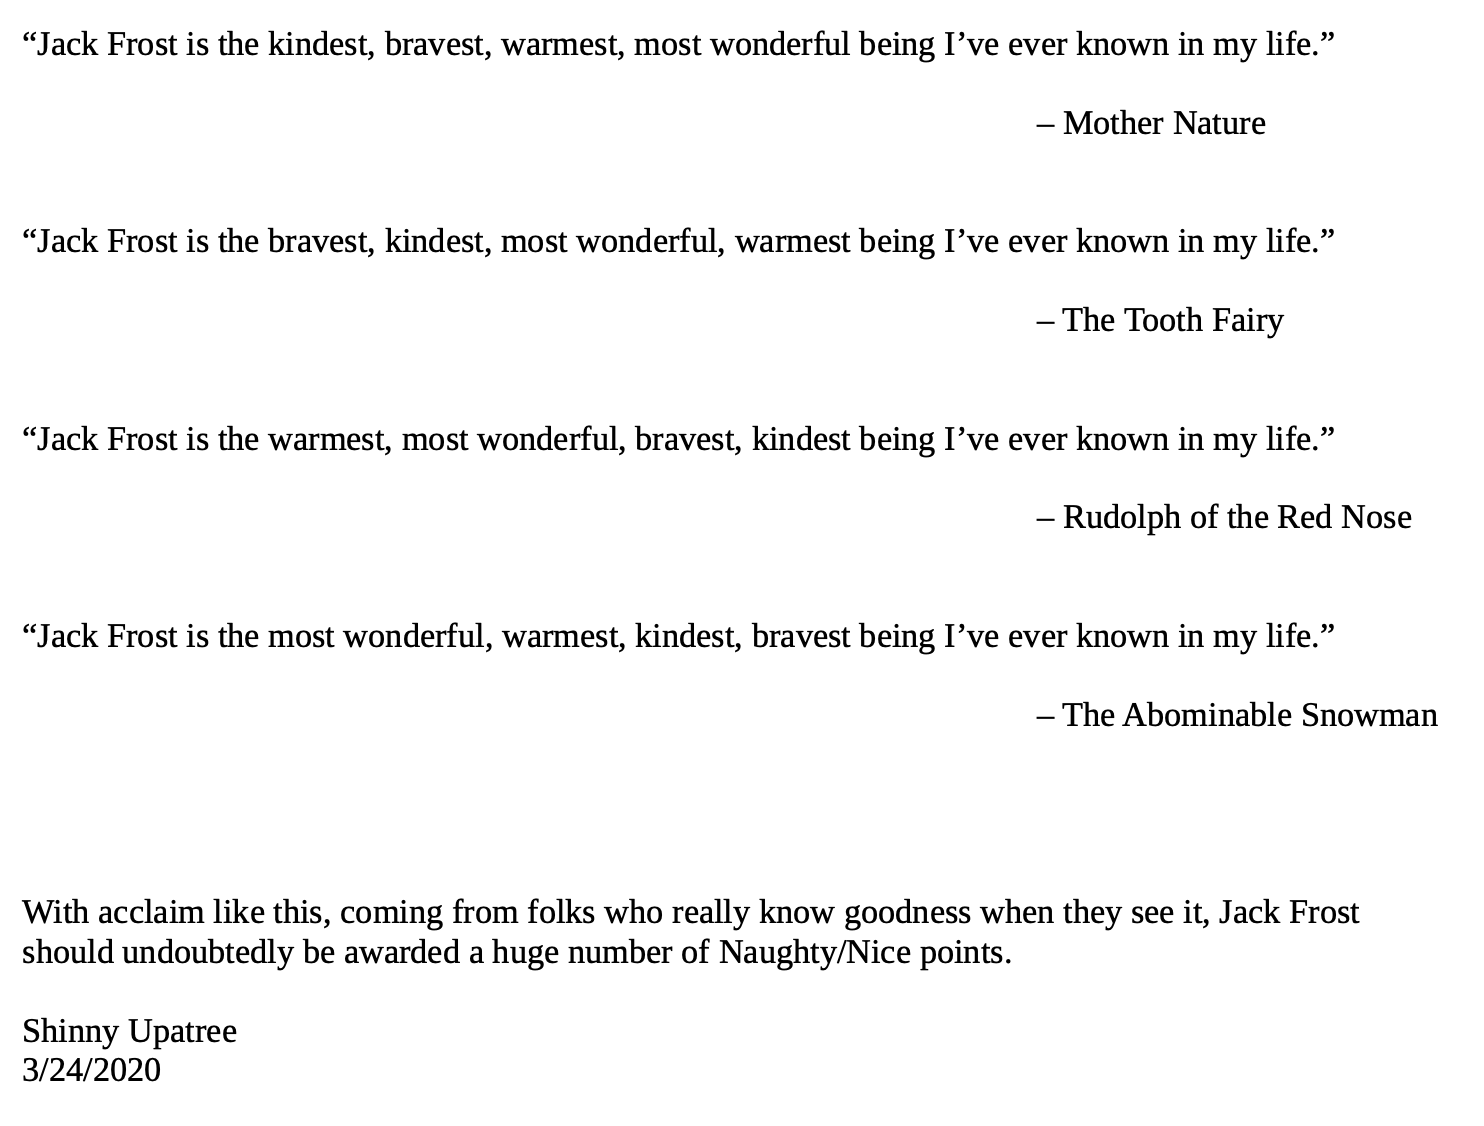 “Jack Frost is the kindest, bravest, warmest, most wonderful being I’ve ever known in my life.”
– Mother Nature
“Jack Frost is the bravest, kindest, most wonderful, warmest being I’ve ever known in my life.”
– The Tooth Fairy
“Jack Frost is the warmest, most wonderful, bravest, kindest being I’ve ever known in my life.”
– Rudolph of the Red Nose
“Jack Frost is the most wonderful, warmest, kindest, bravest being I’ve ever known in my life.”
– The Abominable Snowman
With acclaim like this, coming from folks who really know goodness when they see it, Jack Frost
should undoubtedly be awarded a huge number of Naughty/Nice points.
Shinny Upatree
3/24/2020